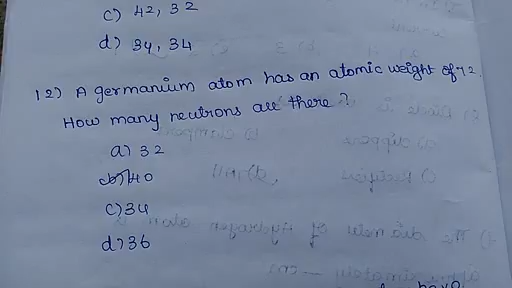 c) 42, 32
d) 34, 34
12) A germanium atom has an atomic weight of 72.
How many neutrons are there?
a) 32
b) 40
c) 34
d) 36